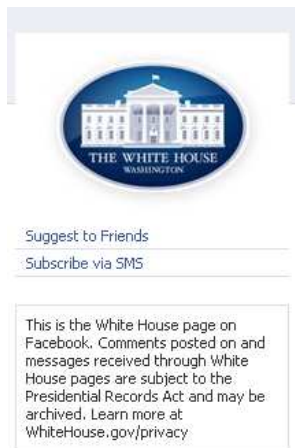 THE WHITE HOUSE
WASHINGTON
Suggest to Friends
Subscribe via SMS
This is the White House page on
Facebook. Comments posted on and
messages received through White
House pages are subject to the
Presidential Records Act and may be
archived. Learn more at
WhiteHouse.gov/privacy